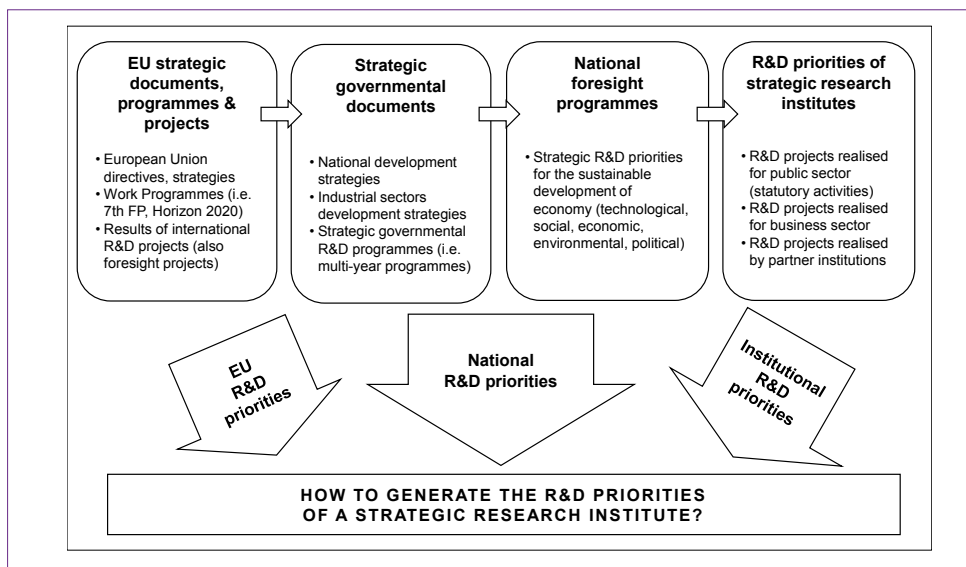 EU strategic
documents,
programmes &
projects
• European Union
directives, strategies
• Work Programmes (i.e.
7th FP, Horizon 2020)
• Results of international
R&D projects (also
foresight projects)
Strategic
governmental
documents
• National development
strategies
• Industrial sectors
development strategies
• Strategic governmental
R&D programmes (i.e.
multi-year programmes)
National
foresight
programmes
• Strategic R&D priorities
for the sustainable
development of
economy (technological,
social, economic,
environmental, political)
R&D priorities of
strategic research
institutes
• R&D projects realised
for public sector
(statutory activities)
• R&D projects realised
for business sector
• R&D projects realised
by partner institutions
EU
R&D
priorities
National
R&D priorities
Institutional
R&D
priorities
HOW TO GENERATE THE R&D PRIORITIES
OF A STRATEGIC RESEARCH INSTITUTE?